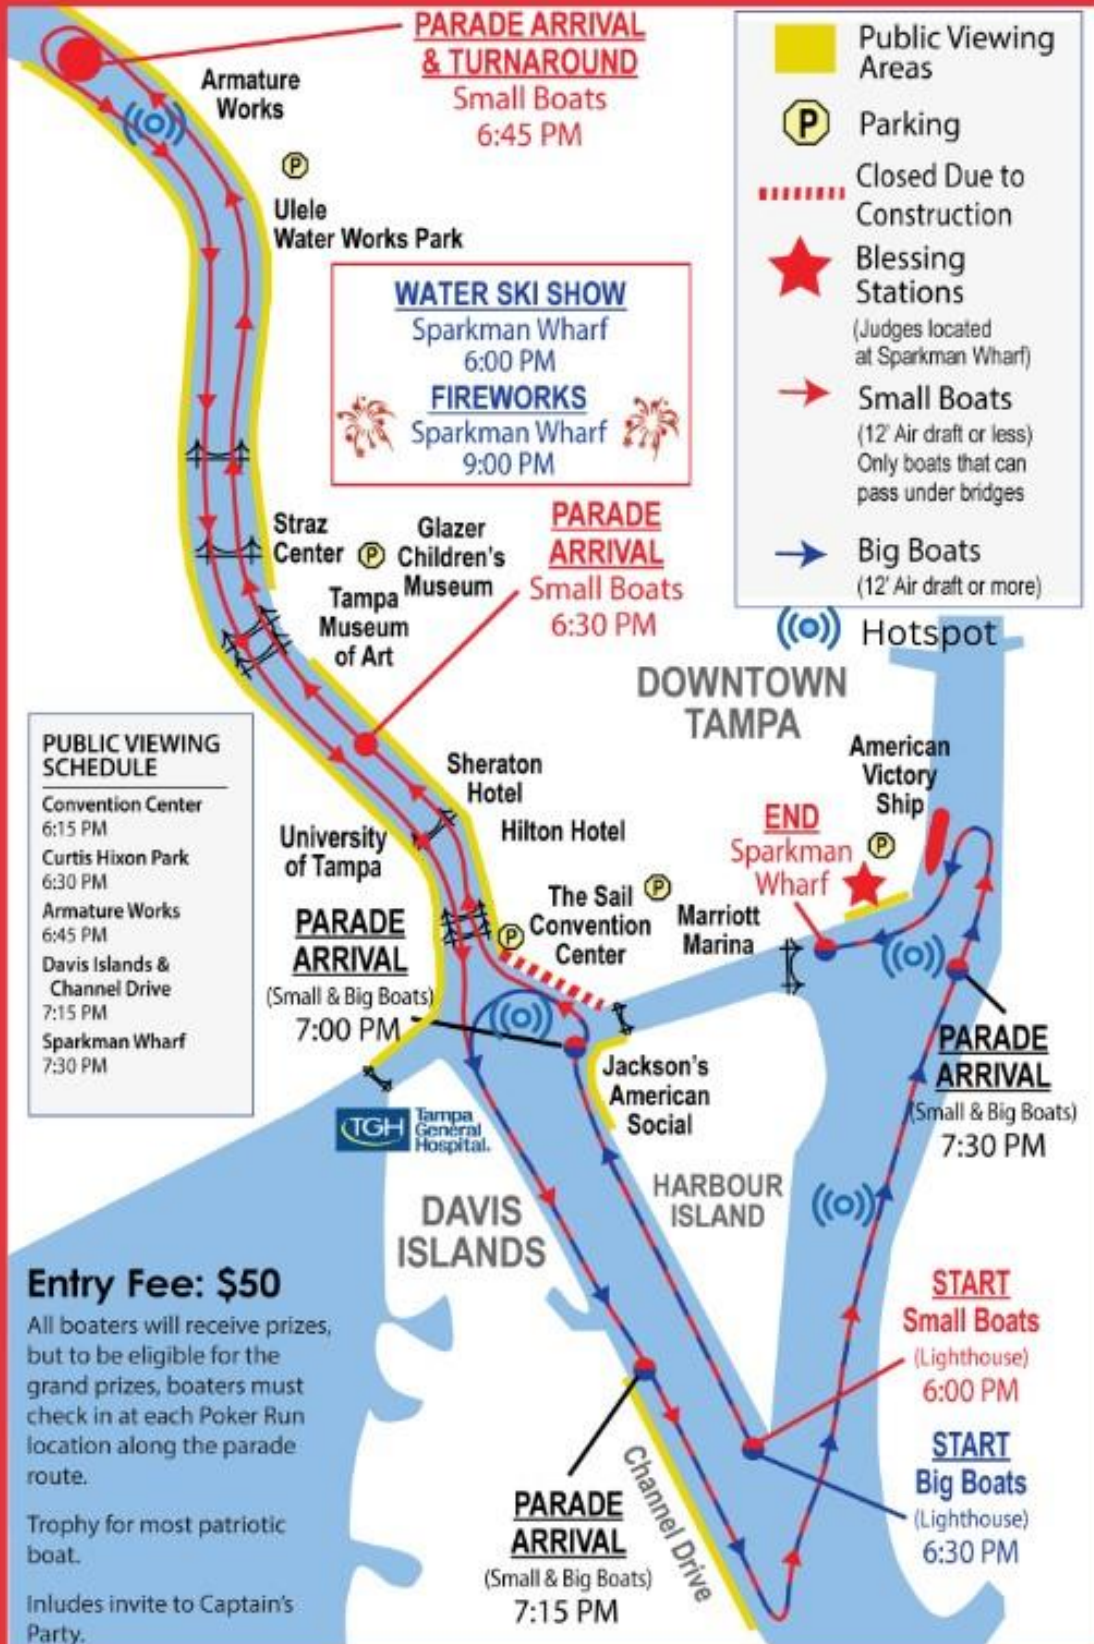 PARADE ARRIVAL
& TURNAROUND
Small Boats
6:45 PM
Armature
Works
P
Ulele
Water Works Park
WATER SKI SHOW
Sparkman Wharf
6:00 PM
FIREWORKS
Sparkman Wharf
9:00 PM
Public Viewing
Areas
P
Parking
Closed Due to
Construction
Blessing
Stations
(Judges located
at Sparkman Wharf)
Small Boats
(12' Air draft or less)
Only boats that can
pass under bridges
Big Boats
(12' Air draft or more)
Hotspot
Straz
Center
P
Glazer
Children's
Museum
Tampa
Museum
of Art
PARADE
ARRIVAL
Small Boats
6:30 PM
DOWNTOWN
TAMPA
PUBLIC VIEWING
SCHEDULE
Convention Center
6:15 PM
Curtis Hixon Park
6:30 PM
Armature Works
6:45 PM
Davis Islands &
Channel Drive
7:15 PM
Sparkman Wharf
7:30 PM
Sheraton
Hotel
Hilton Hotel
University
of Tampa
American
Victory
Ship
P
END
Sparkman
Wharf
The Sail
Convention
Center
P
P
Marriott
Marina
PARADE
ARRIVAL
(Small & Big Boats)
7:00 PM
Jackson's
American
Social
PARADE
ARRIVAL
(Small & Big Boats)
7:30 PM
TGH
Tampa
General
Hospital.
DAVIS
ISLANDS
HARBOUR
ISLAND
Entry Fee: $50
All boaters will receive prizes,
but to be eligible for the
grand prizes, boaters must
check in at each Poker Run
location along the parade
route.
Trophy for most patriotic
boat.
Inludes invite to Captain's
Party.
START
Small Boats
(Lighthouse)
6:00 PM
START
Big Boats
(Lighthouse)
6:30 PM
Channel Drive
PARADE
ARRIVAL
(Small & Big Boats)
7:15 PM